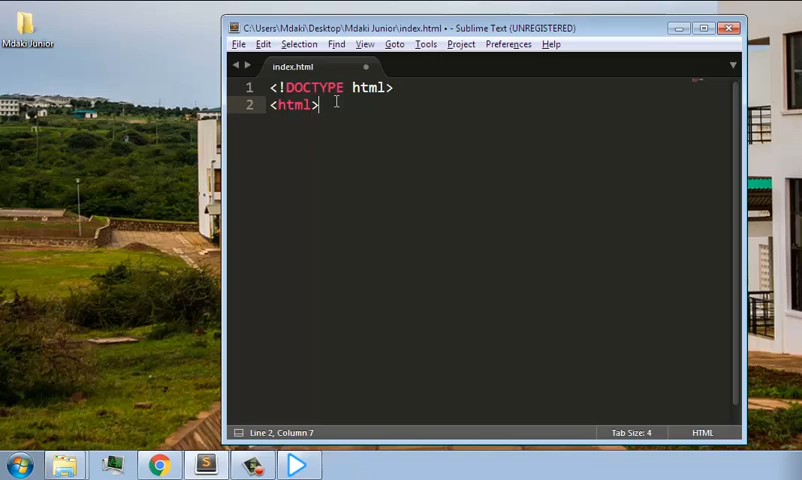 Mdaki Junior
C:\Users\Mdaki\Desktop\Mdaki Junior\index.html • - Sublime Text (UNREGISTERED)
File Edit Selection Find View Goto Tools Project Preferences Help
index.html
1 <!DOCTYPE html>
2 <html>
Line 2, Column 7 Tab Size: 4 HTML